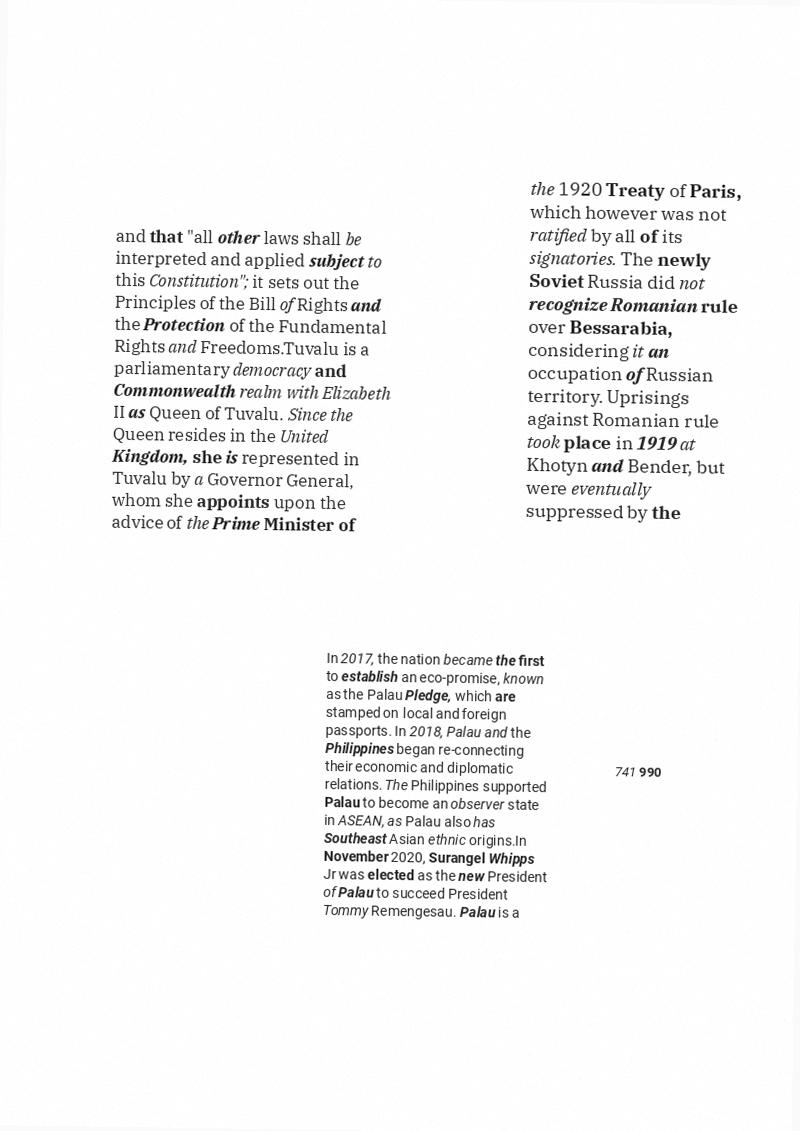 and that "all other laws shall be
interpreted and applied subject to
this Constitution"; it sets out the
Principles of the Bill of Rights and
the Protection of the Fundamental
Rights and Freedoms.Tuvalu is a
parliamentary democracy and
Commonwealth realm with Elizabeth
II as Queen of Tuvalu. Since the
Queen resides in the United
Kingdom, she is represented in
Tuvalu by a Governor General,
whom she appoints upon the
advice of the Prime Minister of
the 1920 Treaty of Paris,
which however was not
ratified by all of its
signatories. The newly
Soviet Russia did not
recognize Romanian rule
over Bessarabia,
considering it an
occupation of Russian
territory. Uprisings
against Romanian rule
took place in 1919 at
Khotyn and Bender, but
were eventually
suppressed by the
In 2017, the nation became the first
to establish an eco-promise, known
as the Palau Pledge, which are
stamped on local and foreign
passports. In 2018, Palau and the
Philippines began re-connecting
their economic and diplomatic
relations. The Philippines supported
Palau to become an observer state
in ASEAN, as Palau also has
Southeast Asian ethnic origins.In
November 2020, Surangel Whipps
Jr was elected as the new President
of Palau to succeed President
Tommy Remengesau. Palau is a
741 990